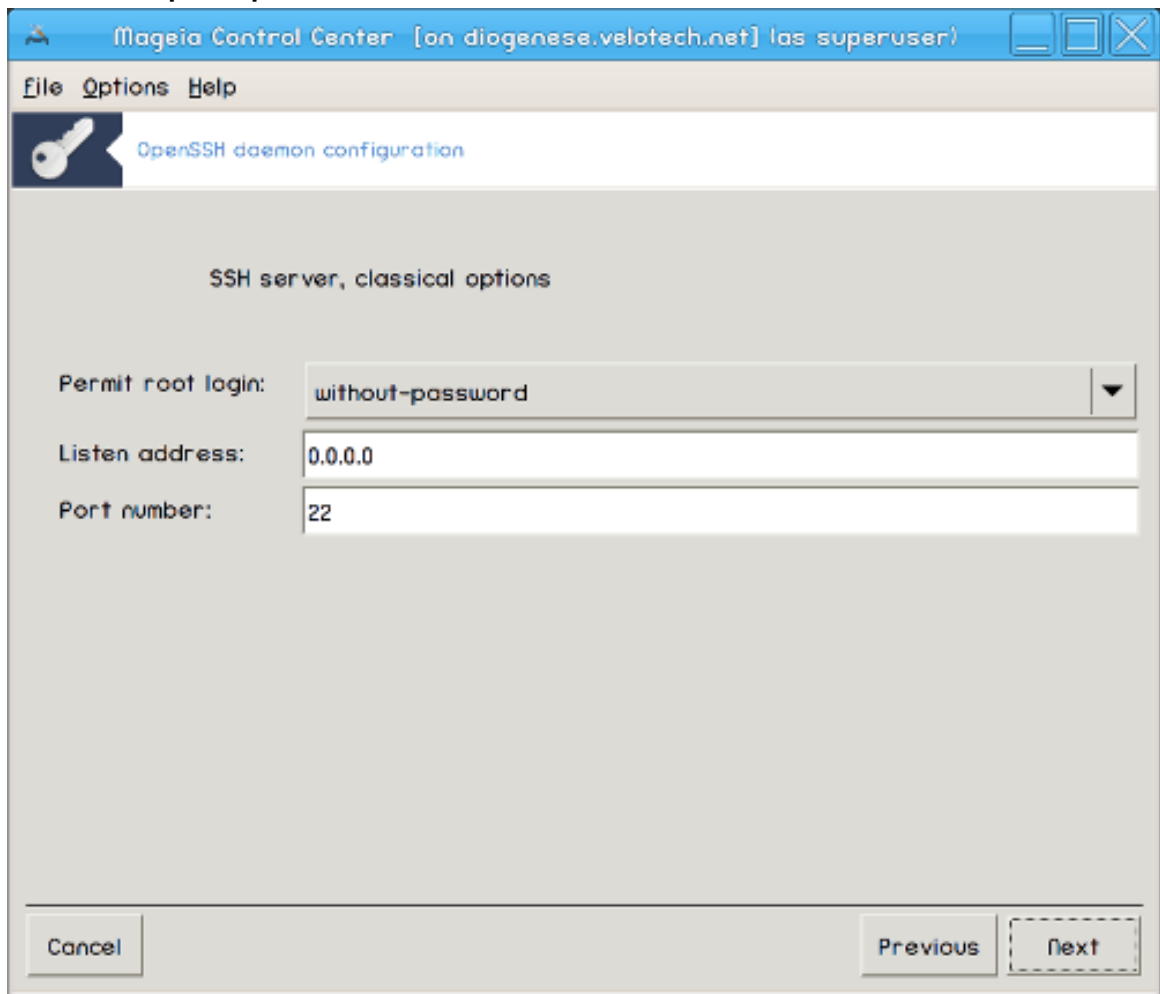 Mageia Control Center [on diogenese.velotech.net] (as superuser)
File Options Help
OpenSSH daemon configuration
SSH server, classical options
Permit root login: without-password
Listen address: 0.0.0.0
Port number: 22
Cancel Previous Next